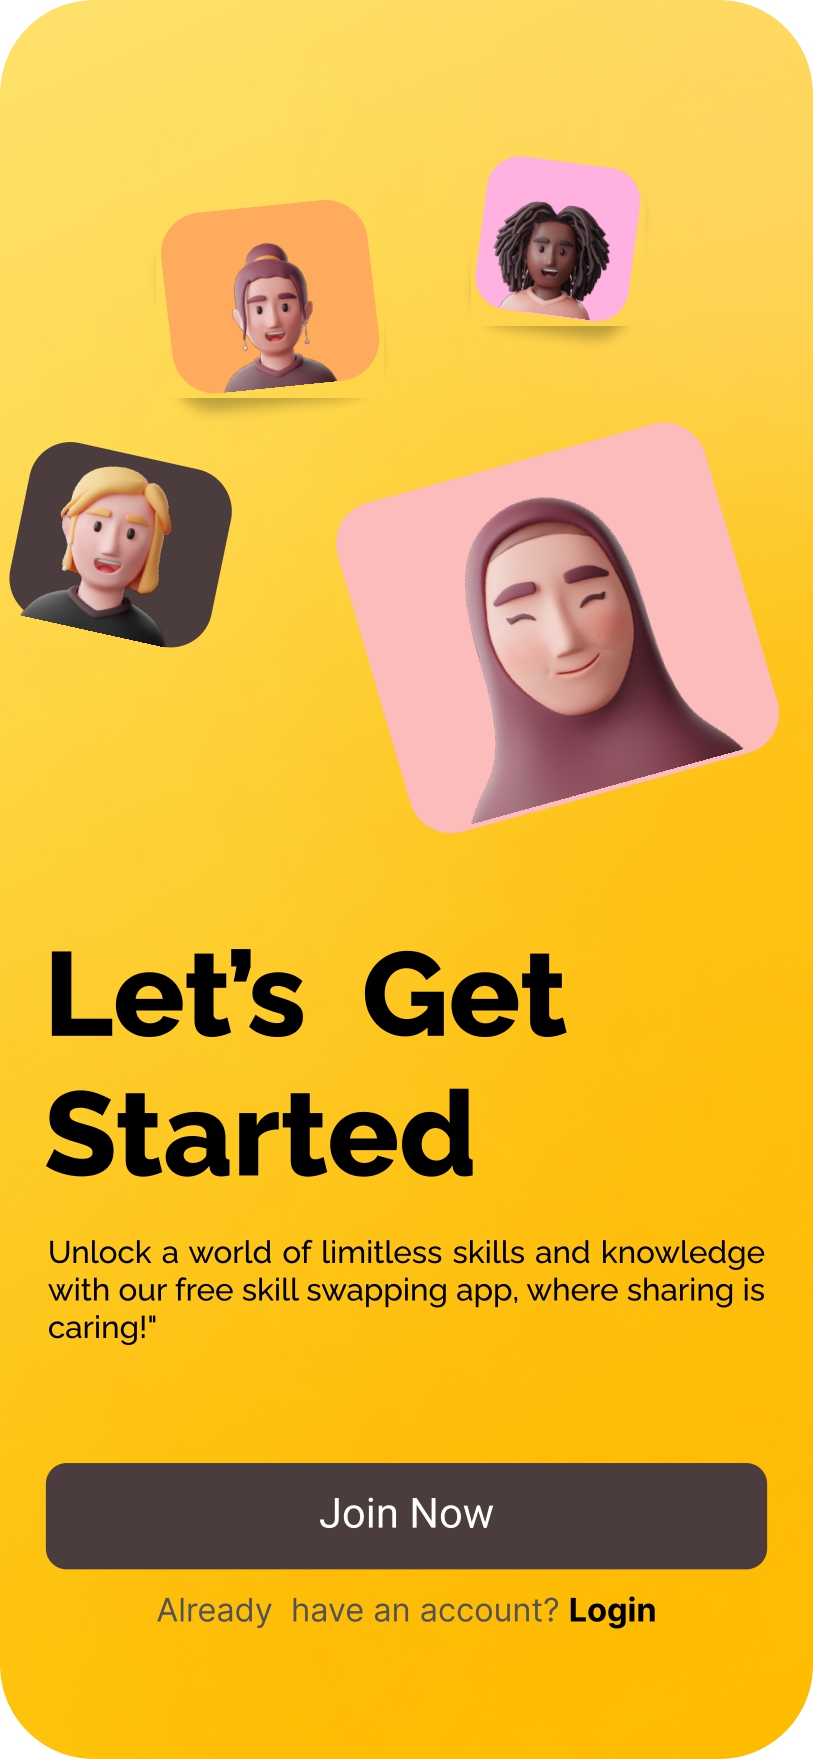 Let’s  Get
Started
Unlock a world of limitless skills and knowledge
with our free skill swapping app, where sharing is
caring!"
Join Now
Already  have an account? Login